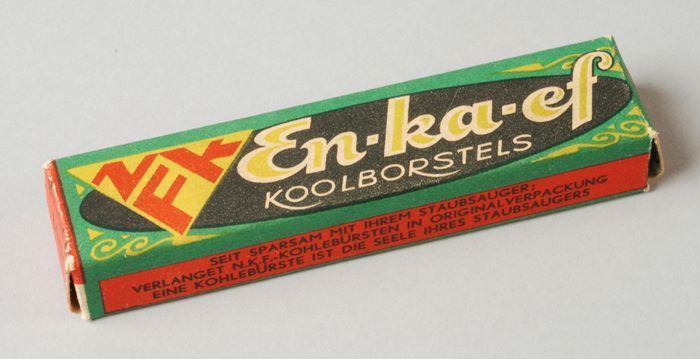 NFK
En-ka-ef
KOOLBORSTELS
SEIT SPARSAM MIT IHREM STAUBSAUGER;
VERLANGET N.K.F.-KOHLEBÜRSTEN IN ORIGINALVERPACKUNG
EINE KOHLEBÜRSTE IST DIE SEELE IHRES STAUBSAUGERS